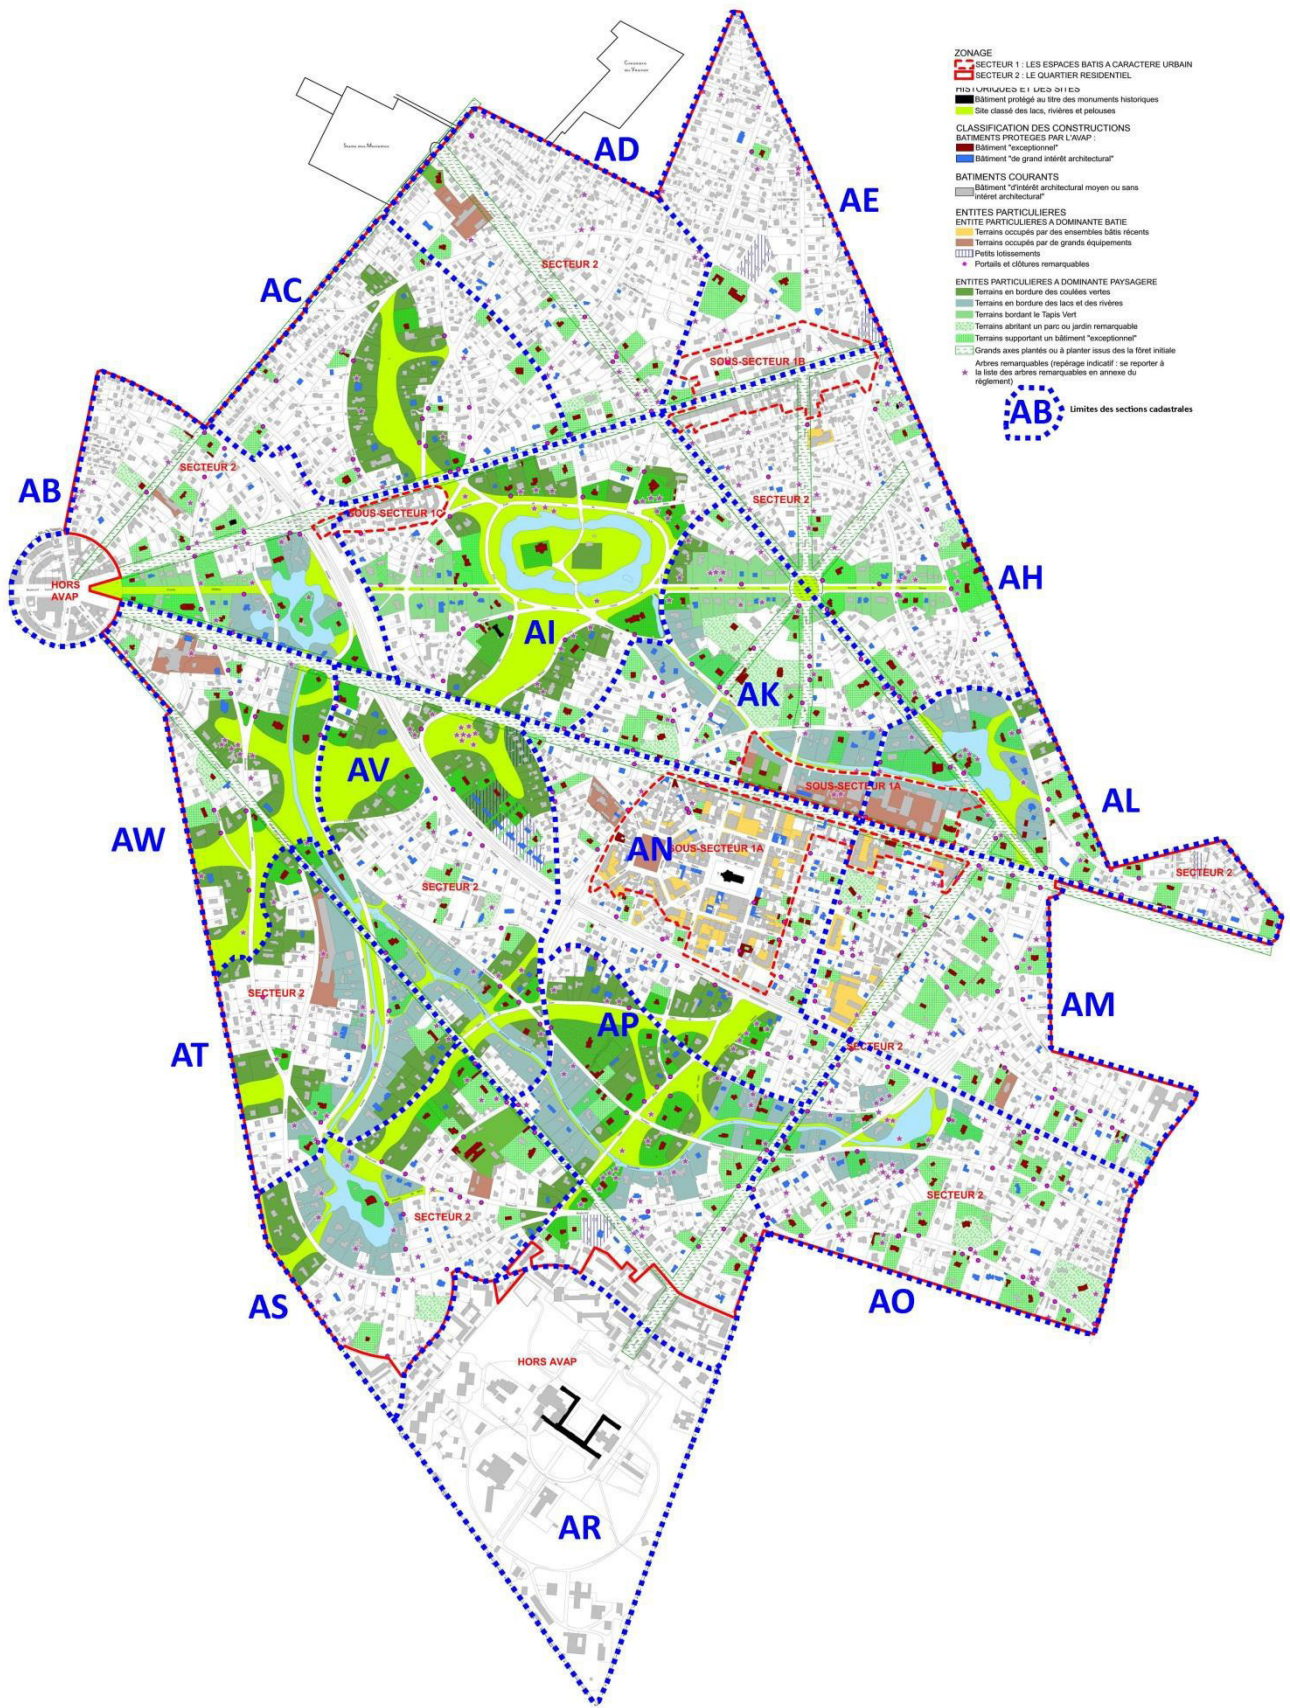 ZONAGE
SECTEUR 1 : LES ESPACES BATIS A CARACTERE URBAIN
SECTEUR 2 : LE QUARTIER RESIDENTIEL
HISTORIQUES ET DES SITES
Bâtiment protégé au titre des monuments historiques
Site classé des lacs, rivières et pelouses
CLASSIFICATION DES CONSTRUCTIONS
BATIMENTS PROTEGES PAR L'AVAP :
Bâtiment "exceptionnel"
Bâtiment "de grand intérêt architectural"
BATIMENTS COURANTS
Bâtiment "d'intérêt architectural moyen ou sans
intéret architectural"
ENTITES PARTICULIERES
ENTITE PARTICULIERES A DOMINANTE BATIE
Terrains occupés par des ensembles bâtis récents
Terrains occupés par de grands équipements
Petits lotissements
Portails et clôtures remarquables
ENTITIES PARTICULIERES A DOMINANTE PAYSAGERE
Terrains en bordure des coulées vertes
Terrains en bordure des lacs et des rivères
Terrains bordant le Tapis Vert
Terrains abritant un parc ou jardin remarquable
Terrains supportant un bâtiment "exceptionnel"
Grands axes plantés ou à planter issus des la fôret initiale
Arbres remarquables (repérage indicatif : se reporter à
la liste des arbres remarquables en annexe du
règlement)
AB
Limites des sections cadastrales
AD
AE
SECTEUR 2
AC
SOUS-SECTEUR 1B
SECTEUR 2
AB
SOUS-SECTEUR 1C
SECTEUR 2
HORS
AVAP
AH
AI
AK
AV
SOUS-SECTEUR 1A
AL
AW
AN
SOUS-SECTEUR 1A
SECTEUR 2
SECTEUR 2
SECTEUR 2
AM
AP
SECTEUR 2
AT
SECTEUR 2
SECTEUR 2
AS
AO
HORS AVAP
AR